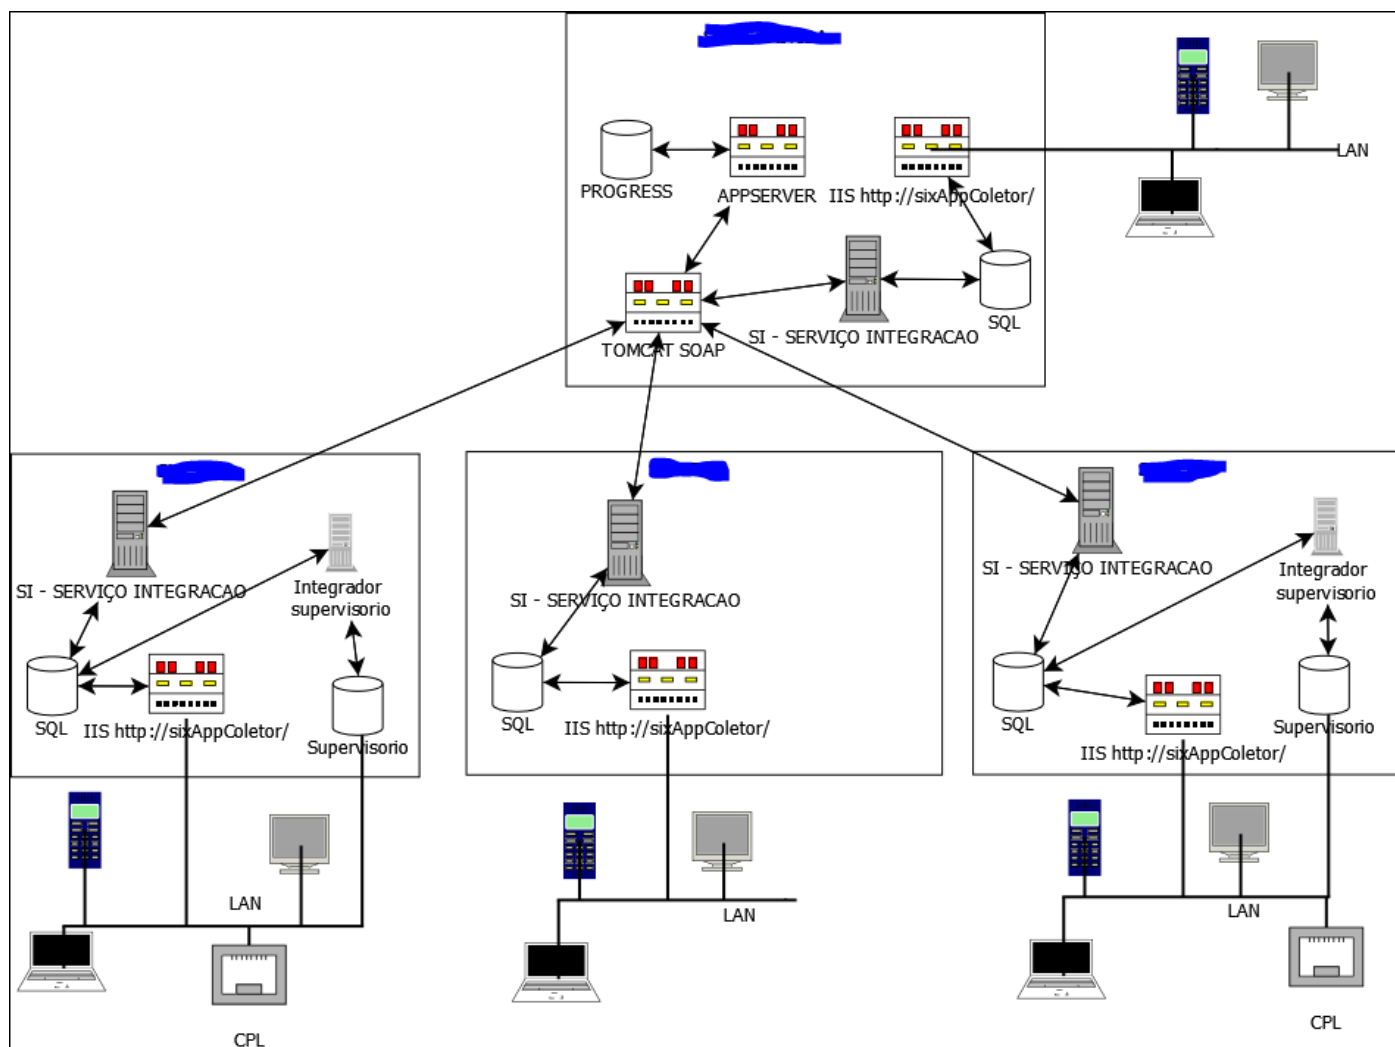 LAN
PROGRESS
APPSERVER
IIS http://sixAppColetor/
SQL
SI - SERVIÇO INTEGRACAO
TOMCAT SOAP
SI - SERVIÇO INTEGRACAO
Integrador
supervisorio
SQL
IIS http://sixAppColetor/
Supervisorio
LAN
CPL
SI - SERVIÇO INTEGRACAO
SQL
IIS http://sixAppColetor/
LAN
SI - SERVIÇO INTEGRACAO
Integrador
supervisorio
SQL
IIS http://sixAppColetor/
Supervisorio
LAN
CPL